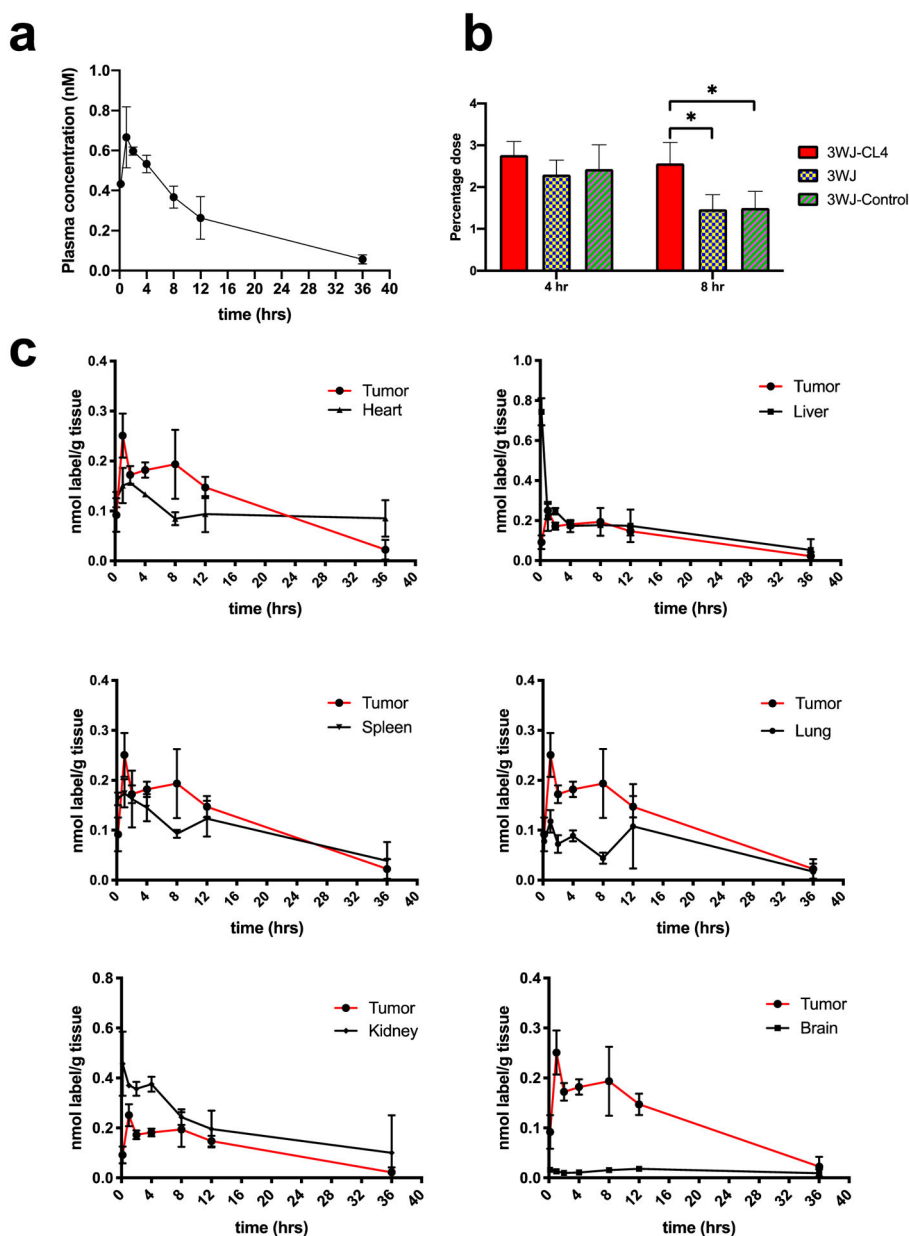 a
Plasma concentration (nM)
1.0
0.8
0.6
0.4
0.2
0.0
0 4 8 12 16 20 24 28 32 36 40
time (hrs)
b
Percentage dose
4
3
2
1
0
*
*
4 hr 8 hr
3WJ-CL4
3WJ
3WJ-Control
c
nmol label/g tissue
0.4
0.3
0.2
0.1
0.0
0 4 8 12 16 20 24 28 32 36 40
time (hrs)
Tumor
Heart
nmol label/g tissue
1.0
0.8
0.6
0.4
0.2
0.0
0 4 8 12 16 20 24 28 32 36 40
time (hrs)
Tumor
Liver
nmol label/g tissue
0.4
0.3
0.2
0.1
0.0
0 4 8 12 16 20 24 28 32 36 40
time (hrs)
Tumor
Spleen
nmol label/g tissue
0.4
0.3
0.2
0.1
0.0
0 4 8 12 16 20 24 28 32 36 40
time (hrs)
Tumor
Lung
nmol label/g tissue
0.8
0.6
0.4
0.2
0.0
0 4 8 12 16 20 24 28 32 36 40
time (hrs)
Tumor
Kidney
nmol label/g tissue
0.4
0.3
0.2
0.1
0.0
0 4 8 12 16 20 24 28 32 36 40
time (hrs)
Tumor
Brain